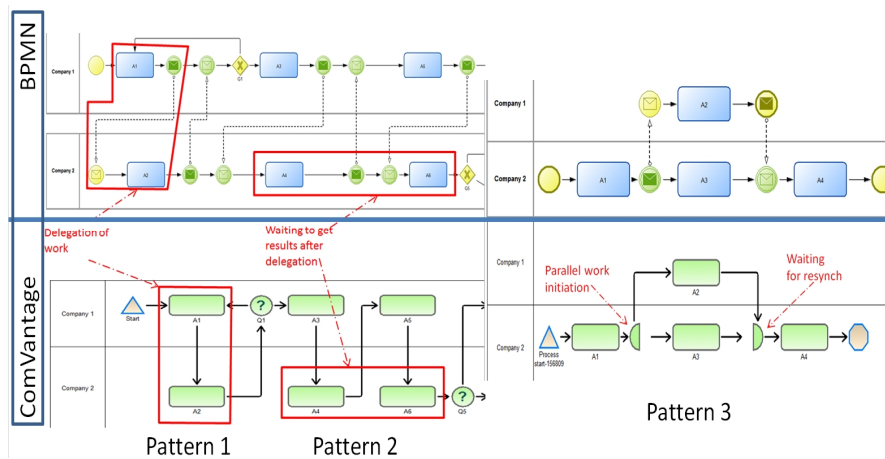 BPMN
Company 1
A1
G1
A3
A5
Company 2
A2
A4
A6
G5
Company 1
A2
Company 2
A1
A3
A4
Delegation of
work
Waiting to get
results after
delegation
ComVantage
Company 1
Start
A1
?
Q1
A3
A5
Company 2
A2
A4
A6
?
Q5
Company 1
Parallel work
initiation
A2
Waiting
for resynch
Company 2
Process
start-156809
A1
A3
A4
Pattern 1
Pattern 2
Pattern 3